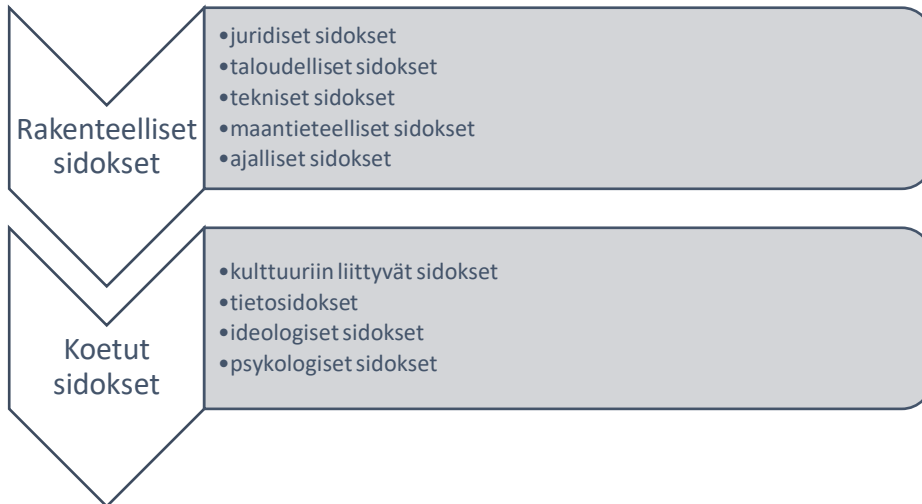 Rakenteelliset
sidokset
•juridiset sidokset
•taloudelliset sidokset
•tekniset sidokset
•maantieteelliset sidokset
•ajalliset sidokset
Koetut
sidokset
•kulttuuriin liittyvät sidokset
•tietosidokset
•ideologiset sidokset
•psykologiset sidokset